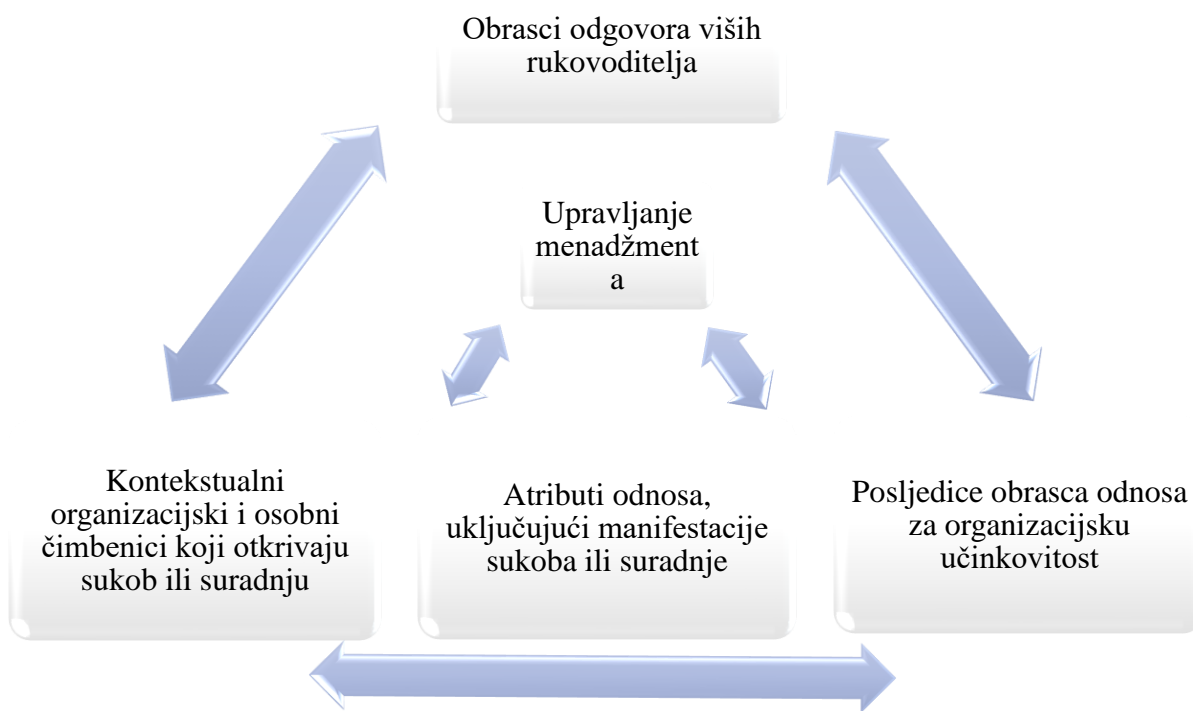 Obrasci odgovora viših
rukovoditelja
Upravljanje
menadžment
a
Kontekstualni
organizacijski i osobni
čimbenici koji otkrivaju
sukob ili suradnju
Atributi odnosa,
uključujući manifestacije
sukoba ili suradnje
Posljedice obrasca odnosa
za organizacijsku
učinkovitost